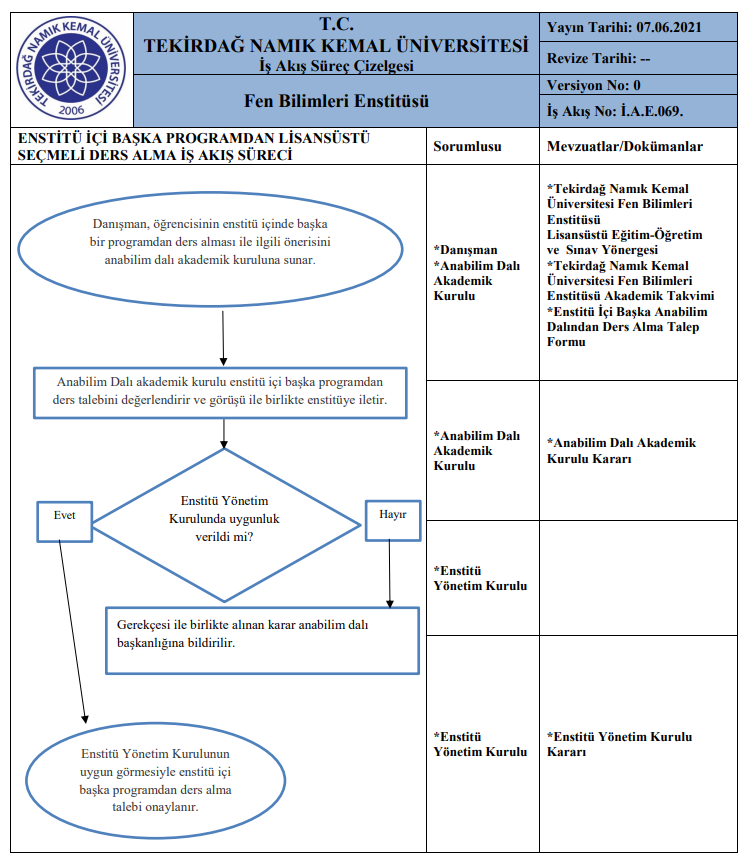 TEKİRDAĞ NAMIK KEMAL ÜNİVERSİTESİ
2006
T.C.
TEKİRDAĞ NAMIK KEMAL ÜNİVERSİTESİ
İş Akış Süreç Çizelgesi
Fen Bilimleri Enstitüsü
Yayın Tarihi: 07.06.2021
Revize Tarihi: --
Versiyon No: 0
İş Akış No: İ.A.E.069.
ENSTİTÜ İÇİ BAŞKA PROGRAMDAN LİSANSÜSTÜ
SEÇMELİ DERS ALMA İŞ AKIŞ SÜRECİ
Sorumlusu
Mevzuatlar/Dokümanlar
Danışman, öğrencisinin enstitü içinde başka
bir programdan ders alması ile ilgili önerisini
anabilim dalı akademik kuruluna sunar.
*Danışman
*Anabilim Dalı
Akademik
Kurulu
*Tekirdağ Namık Kemal
Üniversitesi Fen Bilimleri
Enstitüsü
Lisansüstü Eğitim-Öğretim
ve Sınav Yönergesi
*Tekirdağ Namık Kemal
Üniversitesi Fen Bilimleri
Enstitüsü Akademik Takvimi
*Enstitü İçi Başka Anabilim
Dalından Ders Alma Talep
Formu
Anabilim Dalı akademik kurulu enstitü içi başka programdan
ders talebini değerlendir ve görüşü ile birlikte enstitüye iletir.
*Anabilim Dalı
Akademik
Kurulu
*Anabilim Dalı Akademik
Kurulu Kararı
Enstitü Yönetim
Kurulunda uygunluk
verildi mi?
Evet
Hayır
*Enstitü
Yönetim Kurulu
Gerekçesi ile birlikte alınan karar anabilim dalı
başkanlığına bildirilir.
Enstitü Yönetim Kurulunun
uygun görmesiyle enstitü içi
başka programdan ders alma
talebi onaylanır.
*Enstitü
Yönetim Kurulu
*Enstitü Yönetim Kurulu
Kararı